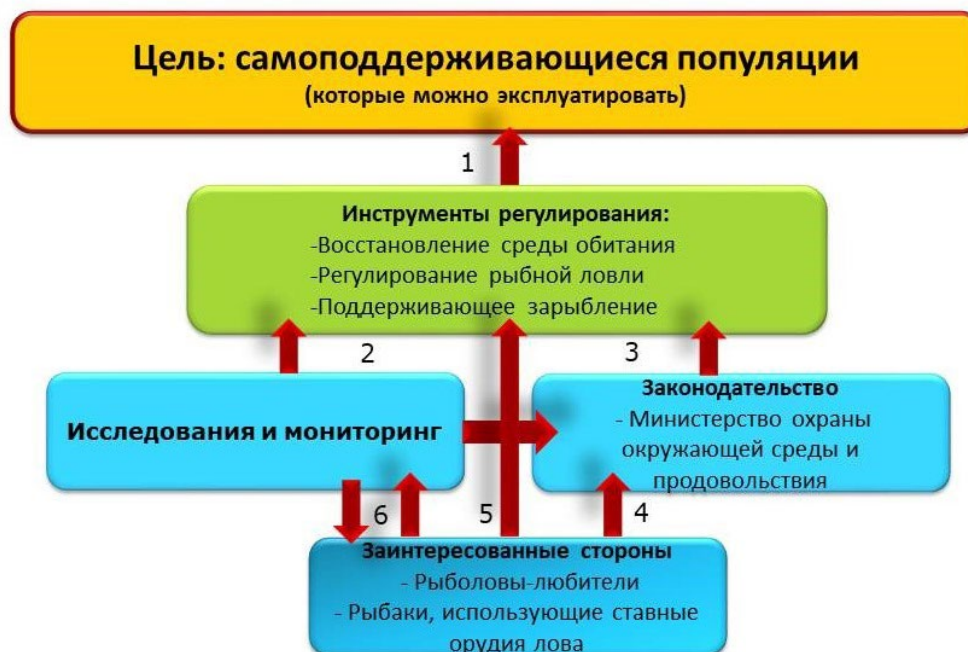 Цель: самоподдерживающиеся популяции
(которые можно эксплуатировать)
1
Инструменты регулирования:
-Восстановление среды обитания
-Регулирование рыбной ловли
-Поддерживающее зарыбление
2
3
Исследования и мониторинг
Законодательство
- Министерство охраны
окружающей среды и
продовольствия
6
5
4
Заинтересованные стороны
- Рыболовы-любители
- Рыбаки, использующие ставные
орудия лова